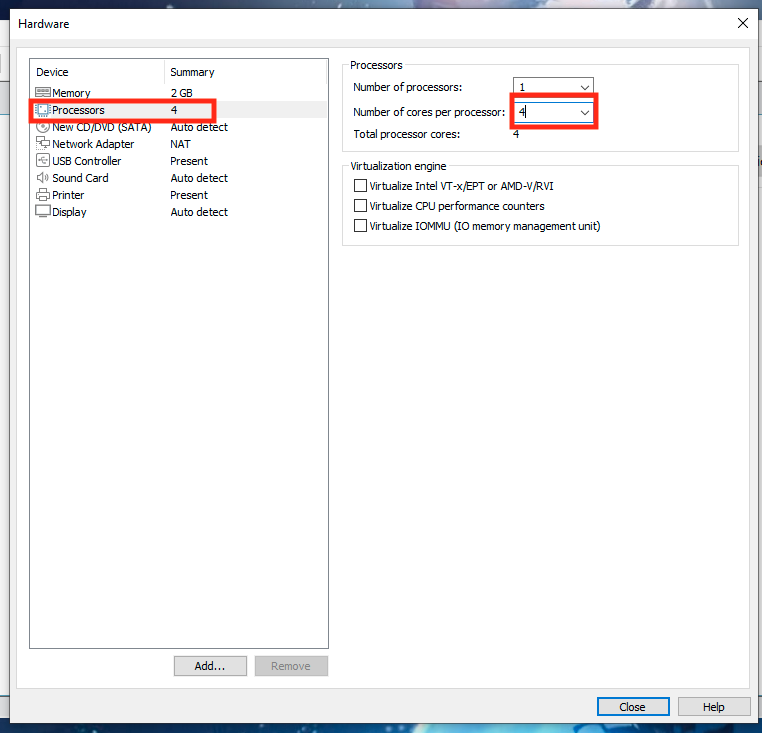 Hardware
Device Summary
Memory 2 GB
Processors 4
New CD/DVD (SATA) Auto detect
Network Adapter NAT
USB Controller Present
Sound Card Auto detect
Printer Present
Display Auto detect
Add...
Remove
Processors
Number of processors: 1
Number of cores per processor: 4
Total processor cores: 4
Virtualization engine
Virtualize Intel VT-x/EPT or AMD-V/RVI
Virtualize CPU performance counters
Virtualize IOMMU (IO memory management unit)
Close
Help